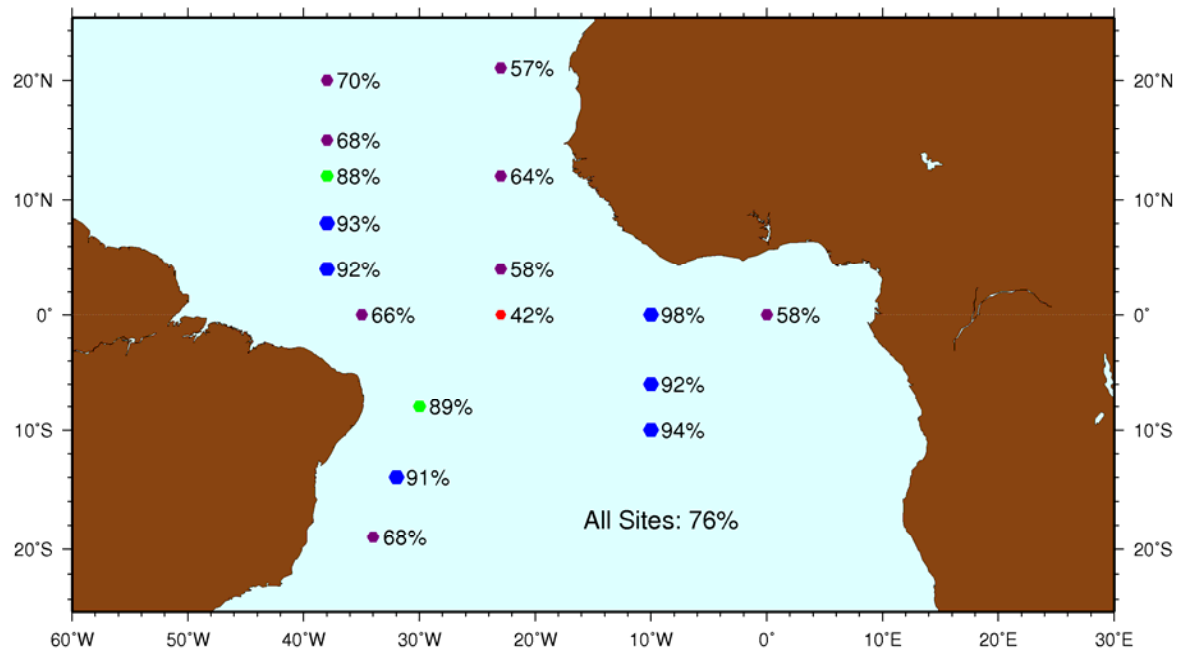 57%
20°N 70% 20°N
68%
88% 64%
10°N 10°N
93%
92% 58%
0° 66% 42% 98% 58% 0°
92%
89%
10°S 94% 10°S
91%
All Sites: 76%
68%
20°S 20°S
60°W 50°W 40°W 30°W 20°W 10°W 0° 10°E 20°E 30°E